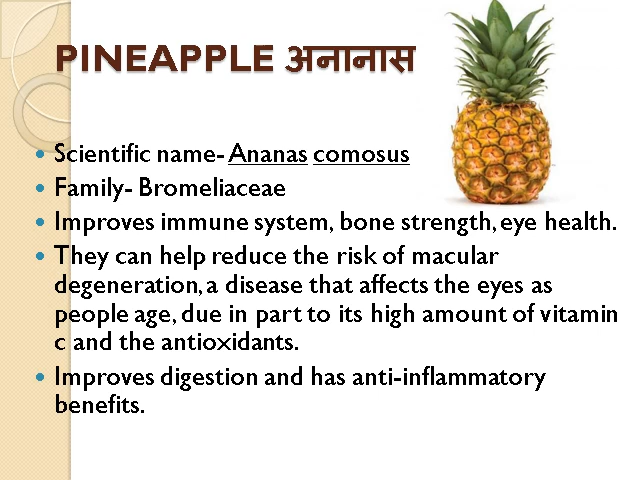 PINEAPPLE अनानास
Scientific name- Ananas comosus
Family- Bromeliaceae
Improves immune system, bone strength, eye health.
They can help reduce the risk of macular
degeneration, a disease that affects the eyes as
people age, due in part to its high amount of vitamin
c and the antioxidants.
Improves digestion and has anti-inflammatory
benefits.